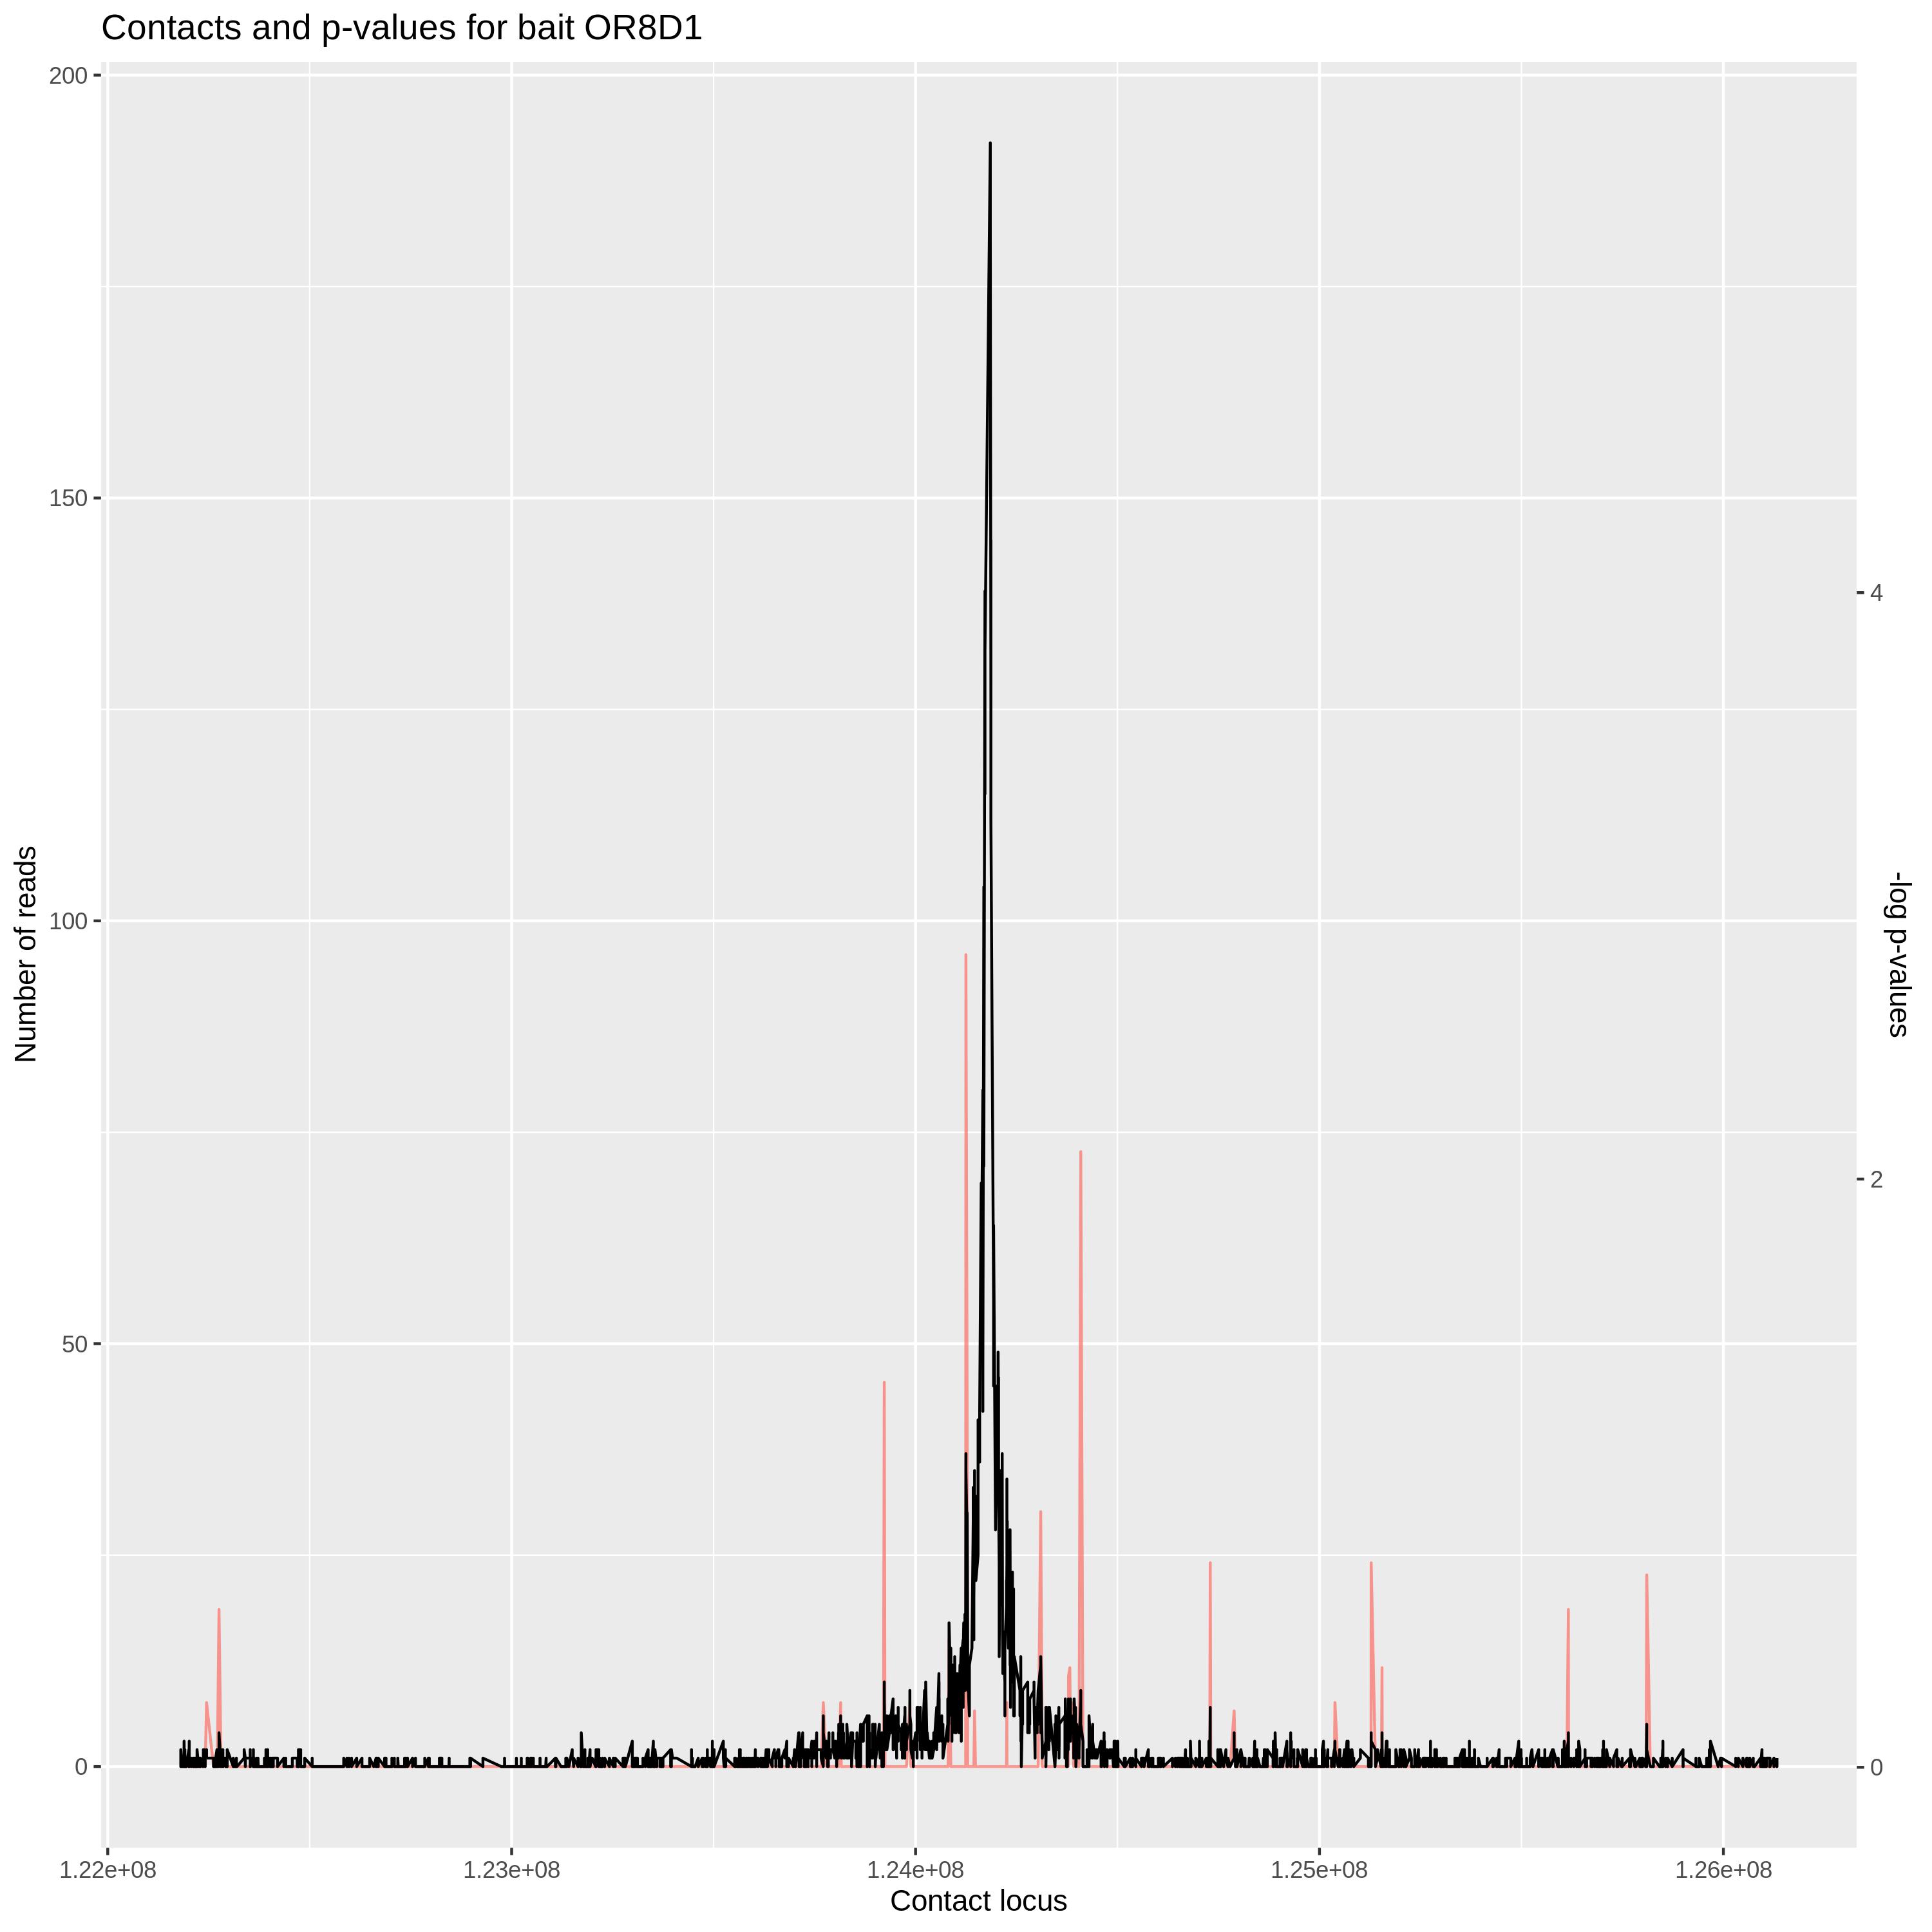 Contacts and p-values for bait OR8D1
200
150
100
50
0
Number of reads
4
2
0
-log p-values
1.22e+08
1.23e+08
1.24e+08
1.25e+08
1.26e+08
Contact locus